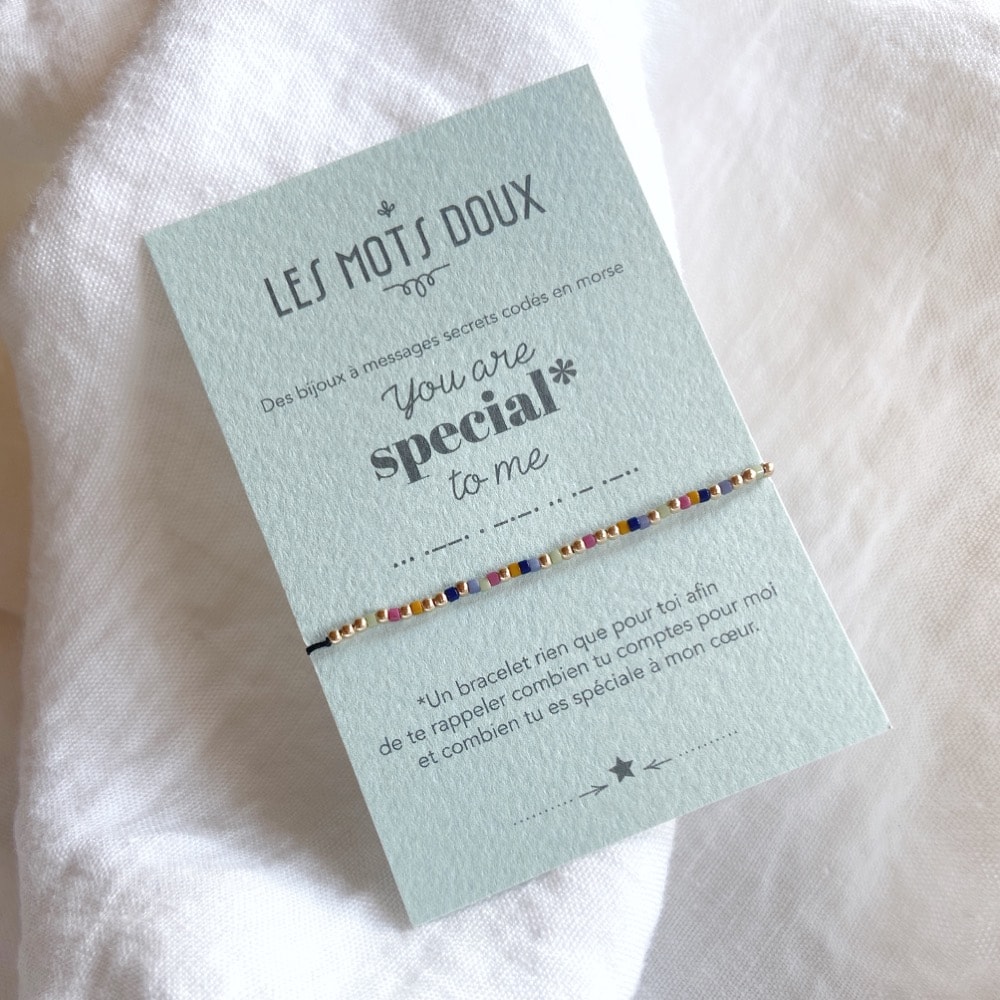 LES MOTS DOUX
Des bijoux à messages secrets codés en morse
You are
special*
to me
... .--. . -.-. .. .- .-..
*Un bracelet rien que pour toi afin
de te rappeler combien tu comptes pour moi
et combien tu es spéciale à mon cœur.